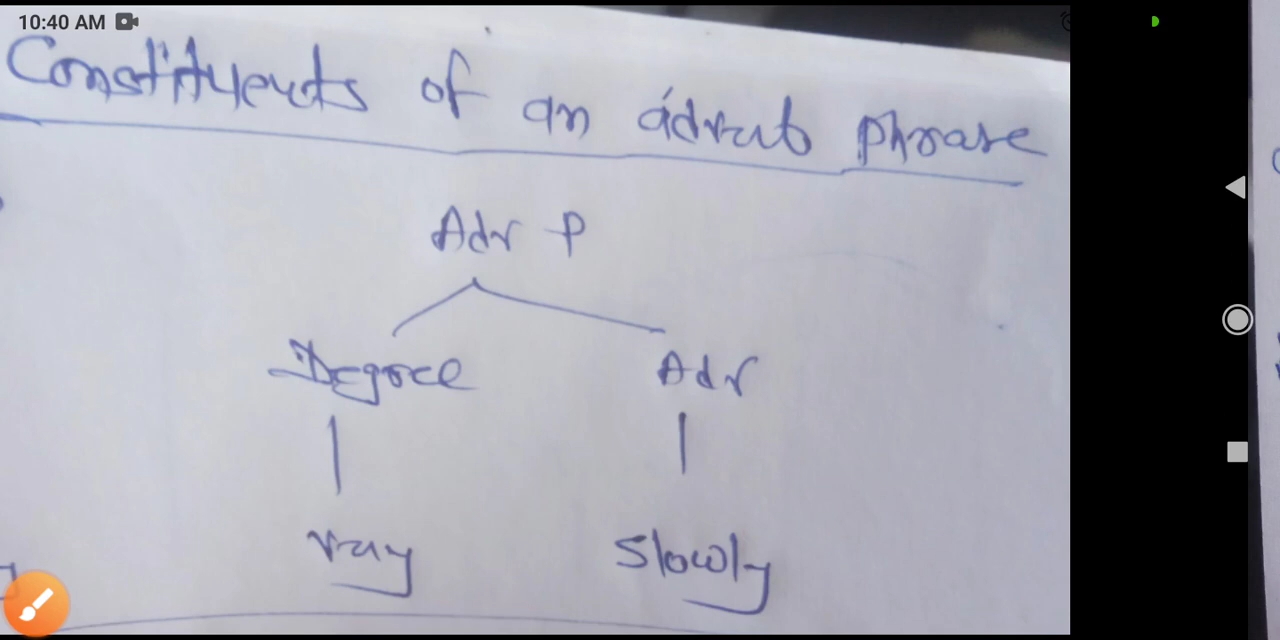 10:40 AM
Constituents of an adverb phrase
Adv P
Degree Adv
very slowly